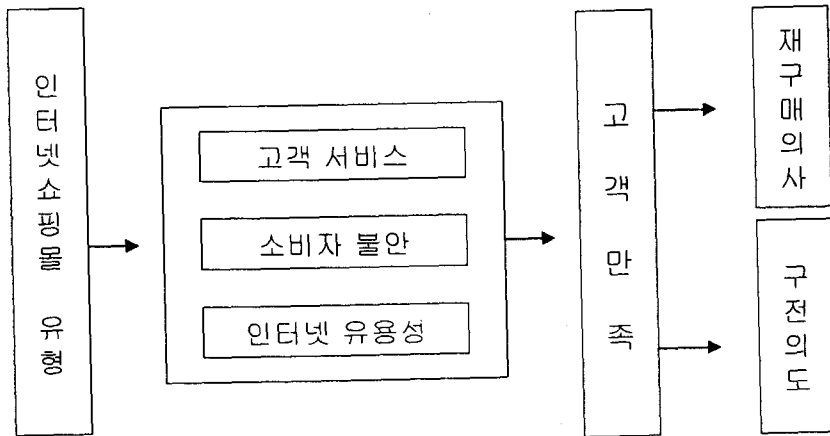 인터넷쇼핑몰 유형
고객 서비스
소비자 불안
인터넷 유용성
고객만족
재구매의사
구전의도